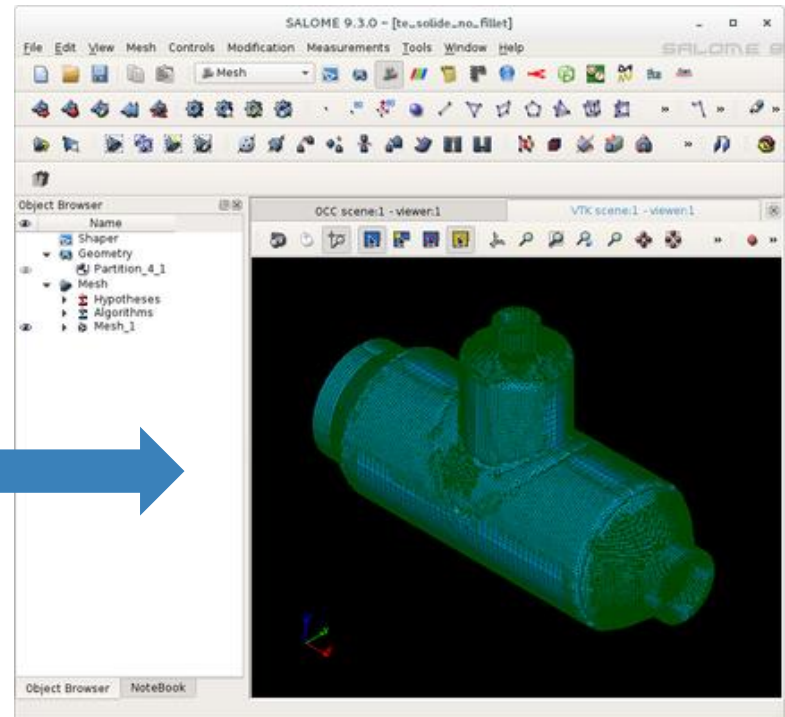 SALOME 9.3.0 - [te_solide_no_fillet]
File Edit View Mesh Controls Modification Measurements Tools Window Help
SALOME 9
Mesh
Object Browser
Name
Shaper
Geometry
Partition_4_1
Mesh
Hypotheses
Algorithms
Mesh_1
OCC scene:1 - viewer:1
VTK scene:1 - viewer:1
Object Browser
NoteBook